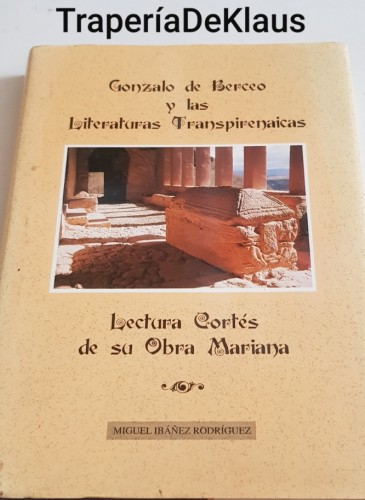 TraperíaDeKlaus
Gonzalo de Berceo
y las
Literaturas Transpirenaicas
Lectura Cortés
de su Obra Mariana
MIGUEL IBÁÑEZ RODRÍGUEZ